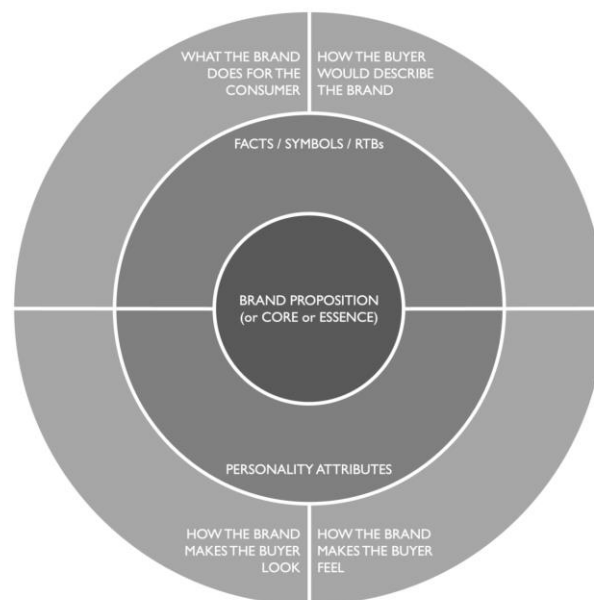 WHAT THE BRAND
DOES FOR THE
CONSUMER
HOW THE BUYER
WOULD DESCRIBE
THE BRAND
FACTS / SYMBOLS / RTBs
BRAND PROPOSITION
(or CORE or ESSENCE)
PERSONALITY ATTRIBUTES
HOW THE BRAND
MAKES THE BUYER
LOOK
HOW THE BRAND
MAKES THE BUYER
FEEL